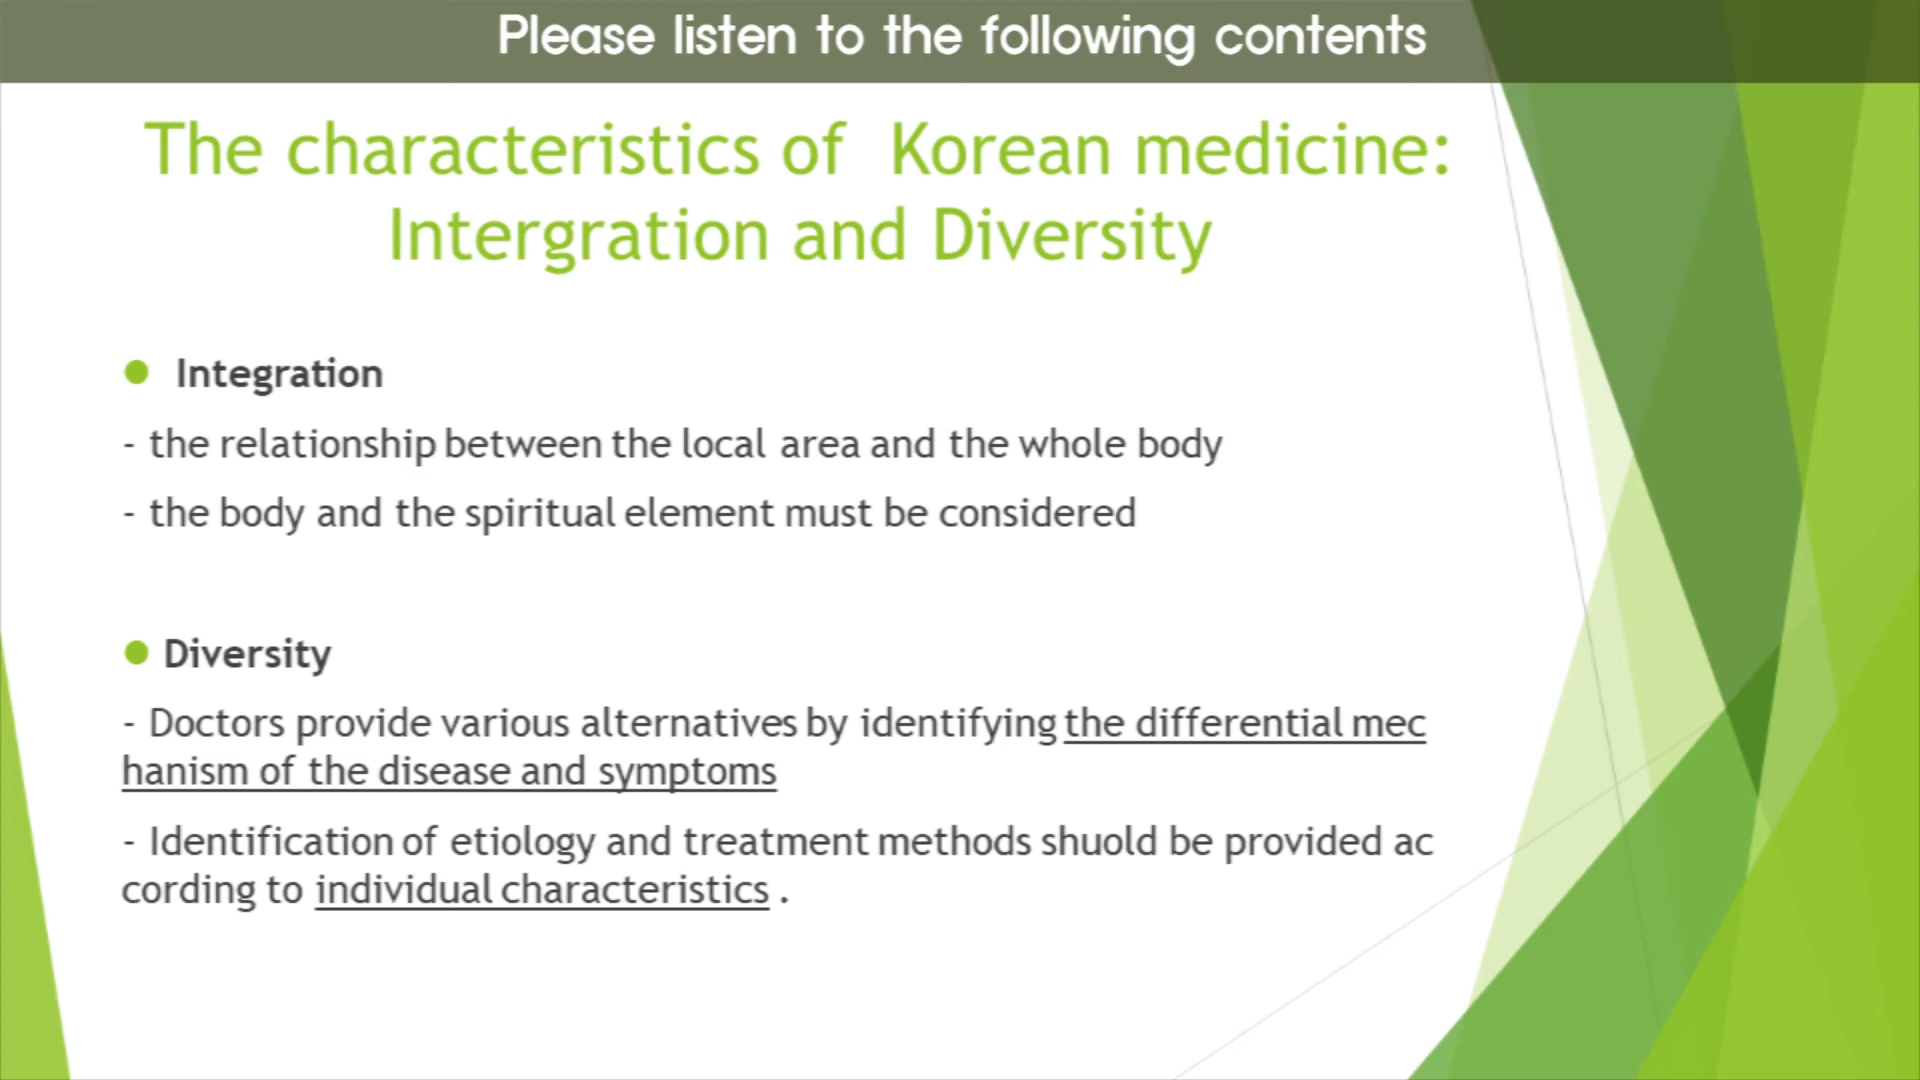 Please listen to the following contents
The characteristics of Korean medicine:
Intergration and Diversity
● Integration
- the relationship between the local area and the whole body
- the body and the spiritual element must be considered
● Diversity
- Doctors provide various alternatives by identifying the differential mec
hanism of the disease and symptoms
- Identification of etiology and treatment methods shuold be provided ac
cording to individual characteristics .